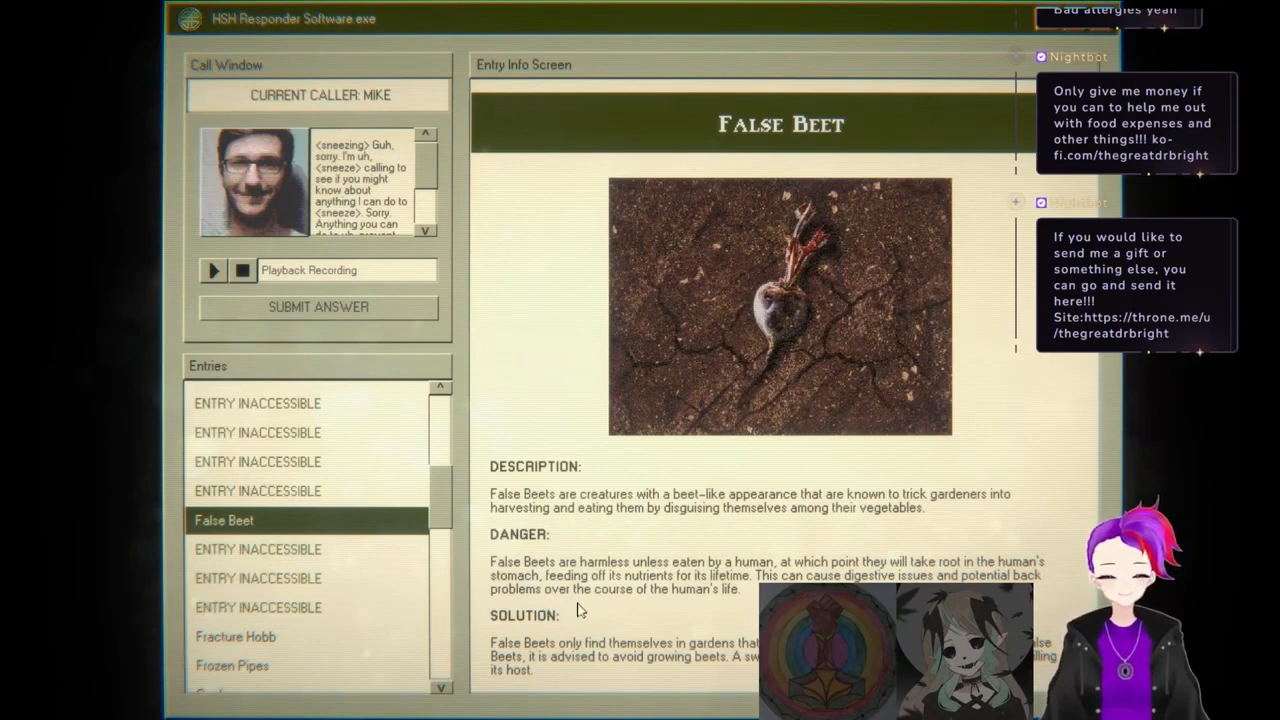 HSH Responder Software.exe
Call Window
CURRENT CALLER: MIKE
<sneezing> Guh,
sorry. I'm uh,
<sneeze> calling to
see if you might
know about
anything I can do to
<sneeze>. Sorry.
Anything you can
Playback Recording
SUBMIT ANSWER
Entries
ENTRY INACCESSIBLE
ENTRY INACCESSIBLE
ENTRY INACCESSIBLE
ENTRY INACCESSIBLE
False Beet
ENTRY INACCESSIBLE
ENTRY INACCESSIBLE
ENTRY INACCESSIBLE
Fracture Hobb
Frozen Pipes
Entry Info Screen
False Beet
DESCRIPTION:
False Beets are creatures with a beet-like appearance that are known to trick gardeners into
harvesting and eating them by disguising themselves among their vegetables.
DANGER:
False Beets are harmless unless eaten by a human, at which point they will take root in the human's
stomach, feeding off its nutrients for its lifetime. This can cause digestive issues and potential back
problems over the course of the human's life.
SOLUTION:
False Beets only find themselves in gardens that
Beets, it is advised to avoid growing beets. A
its host.
Bad allergies yeah
Nightbot
Only give me money if
you can to help me out
with food expenses and
other things!!! ko-
fi.com/thegreatdrbright
Nightbot
If you would like to
send me a gift or
something else, you
can go and send it
here!!!
Site:https://throne.me/u
/thegreatdrbright